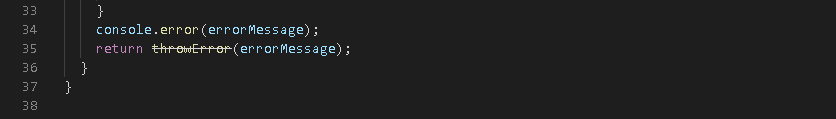 33 }
34 console.error(errorMessage);
35 return throwError(errorMessage);
36 }
37 }
38